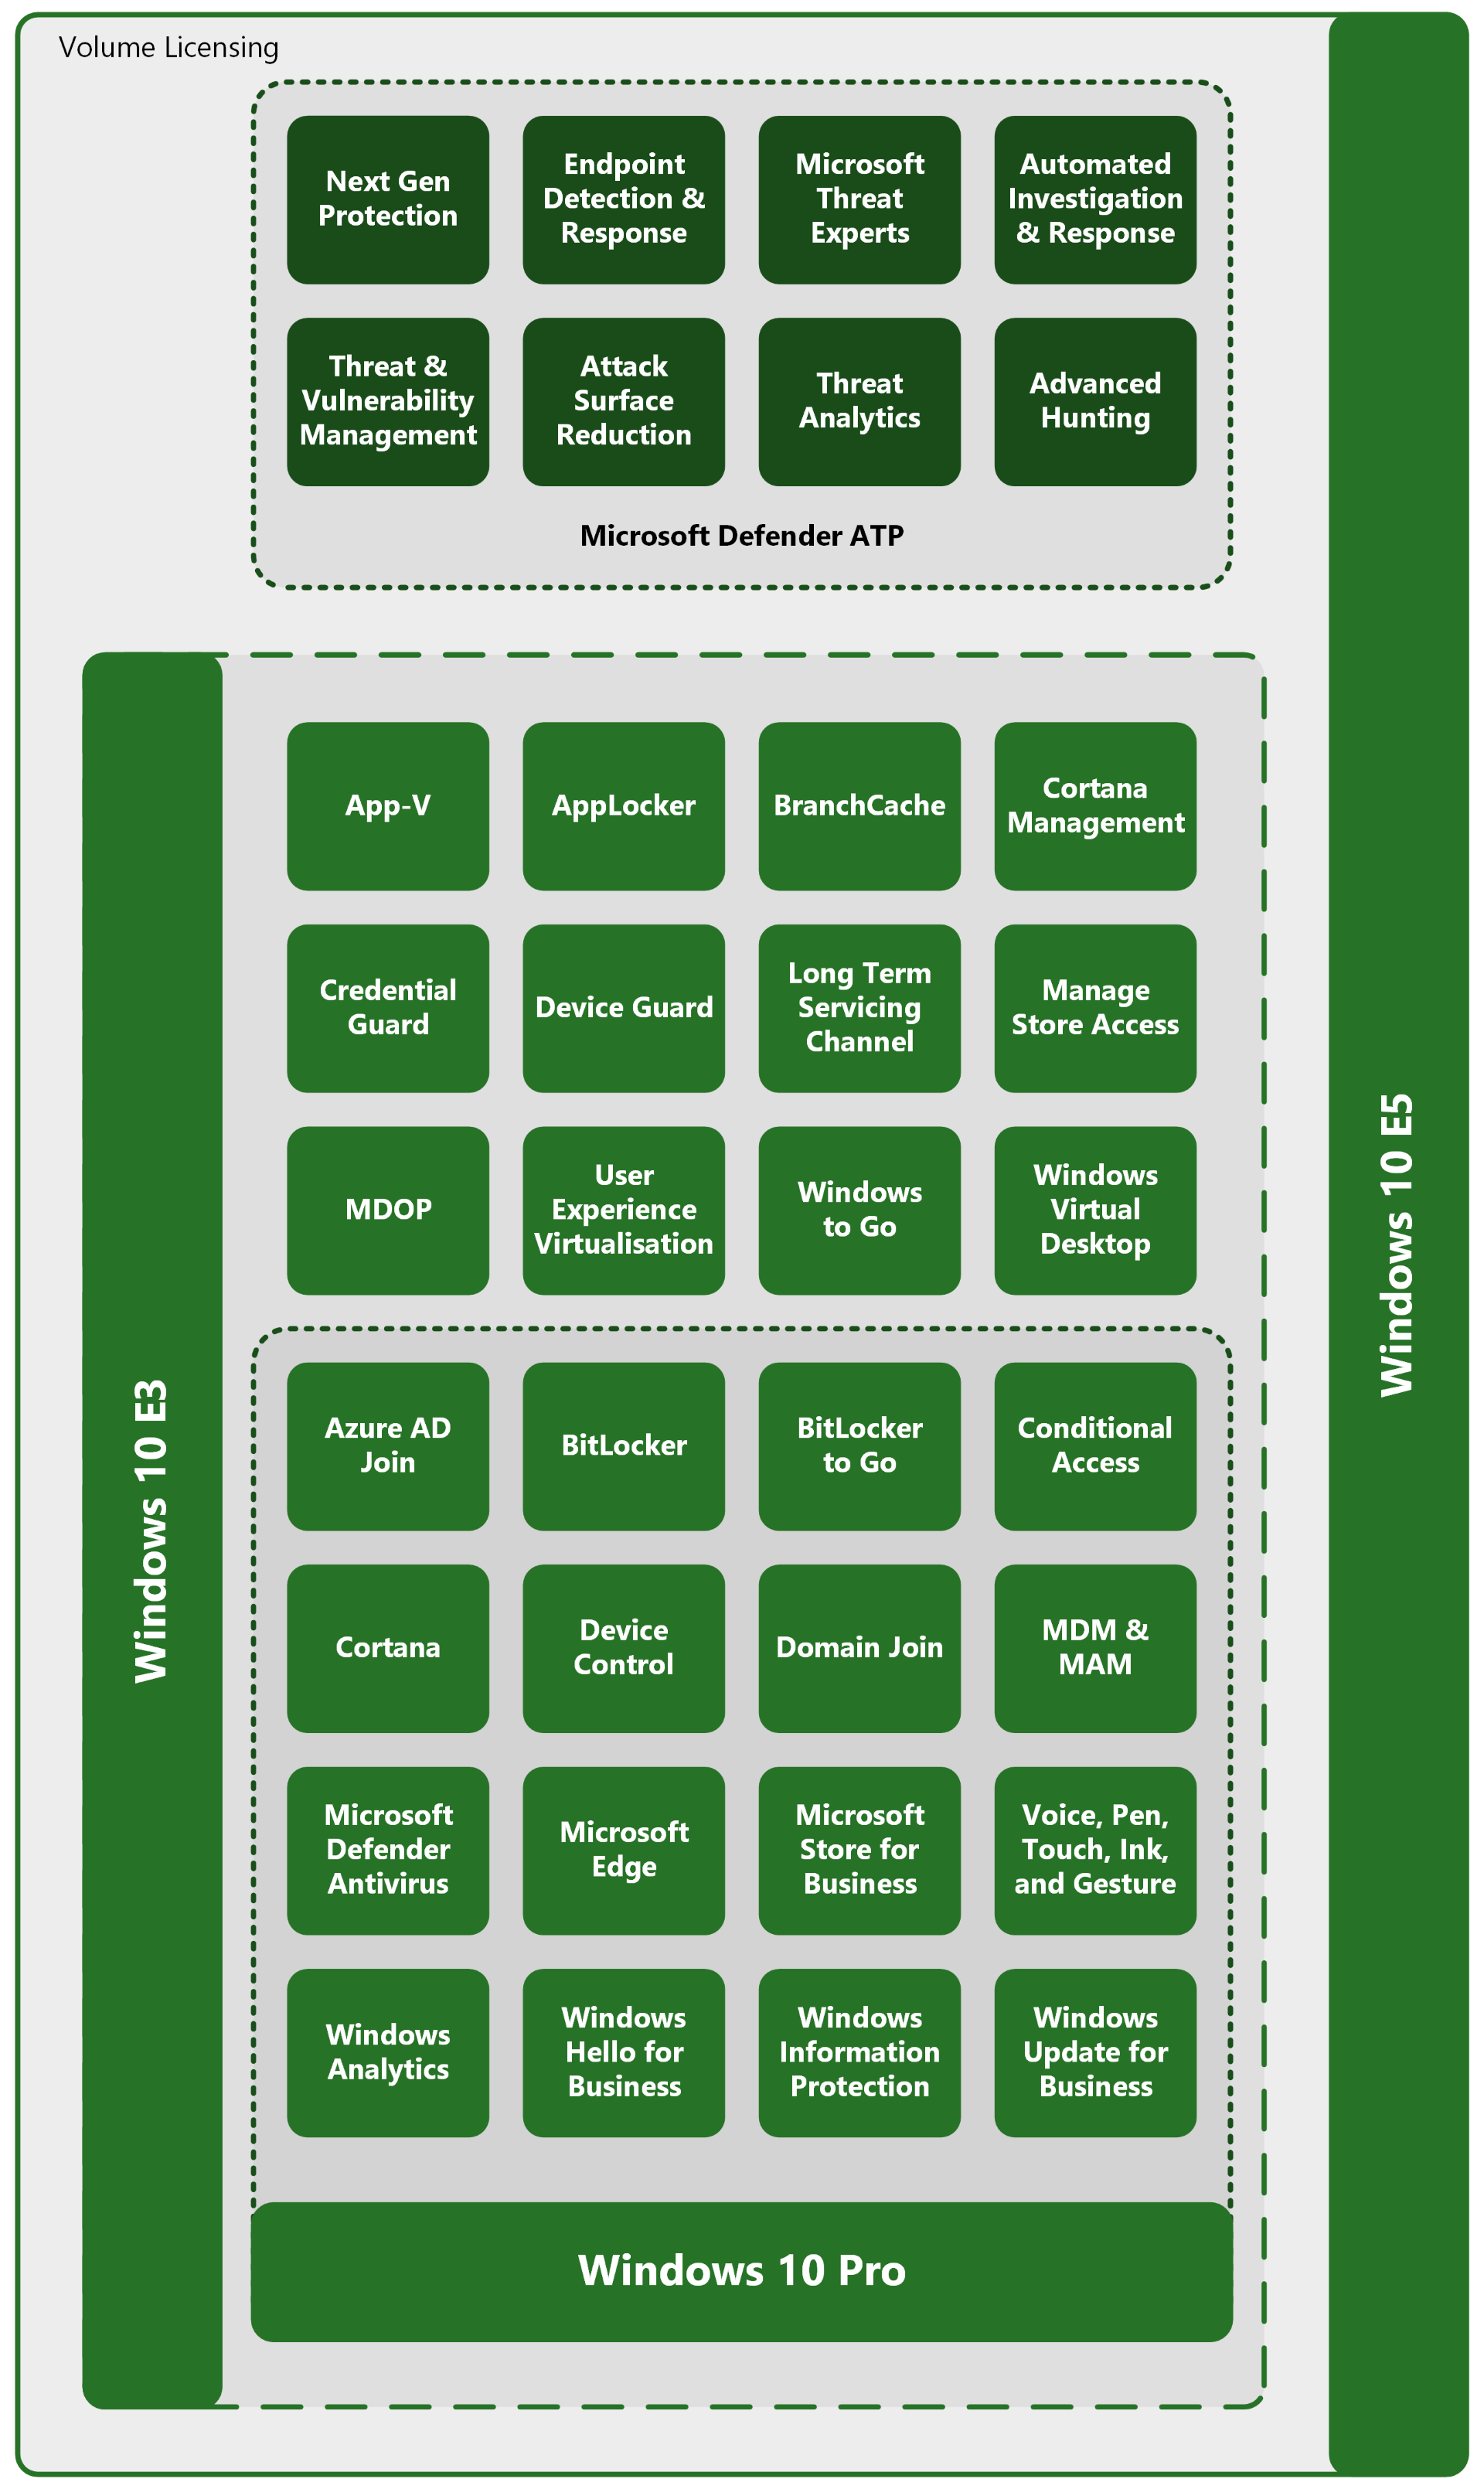 Volume Licensing
Next Gen
Protection
Endpoint
Detection &
Response
Microsoft
Threat
Experts
Automated
Investigation
& Response
Threat &
Vulnerability
Management
Attack
Surface
Reduction
Threat
Analytics
Advanced
Hunting
Microsoft Defender ATP
App-V
AppLocker
BranchCache
Cortana
Management
Credential
Guard
Device Guard
Long Term
Servicing
Channel
Manage
Store Access
MDOP
User
Experience
Virtualisation
Windows
to Go
Windows
Virtual
Desktop
Azure AD
Join
BitLocker
BitLocker
to Go
Conditional
Access
Cortana
Device
Control
Domain Join
MDM &
MAM
Microsoft
Defender
Antivirus
Microsoft
Edge
Microsoft
Store for
Business
Voice, Pen,
Touch, Ink,
and Gesture
Windows
Analytics
Windows
Hello for
Business
Windows
Information
Protection
Windows
Update for
Business
Windows 10 Pro
Windows 10 E3
Windows 10 E5